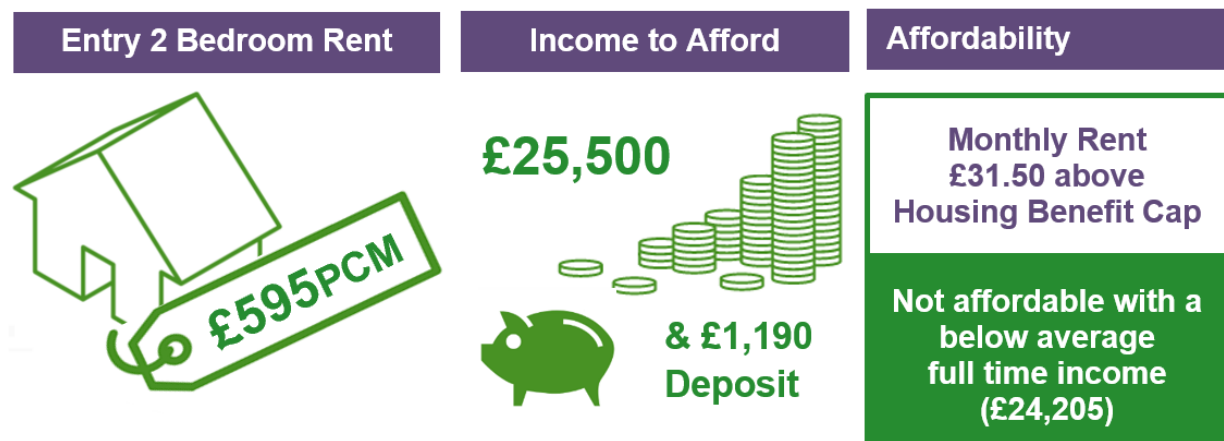 Entry 2 Bedroom Rent
£595PCM
Income to Afford
£25,500
& £1,190
Deposit
Affordability
Monthly Rent
£31.50 above
Housing Benefit Cap
Not affordable with a
below average
full time income
(£24,205)